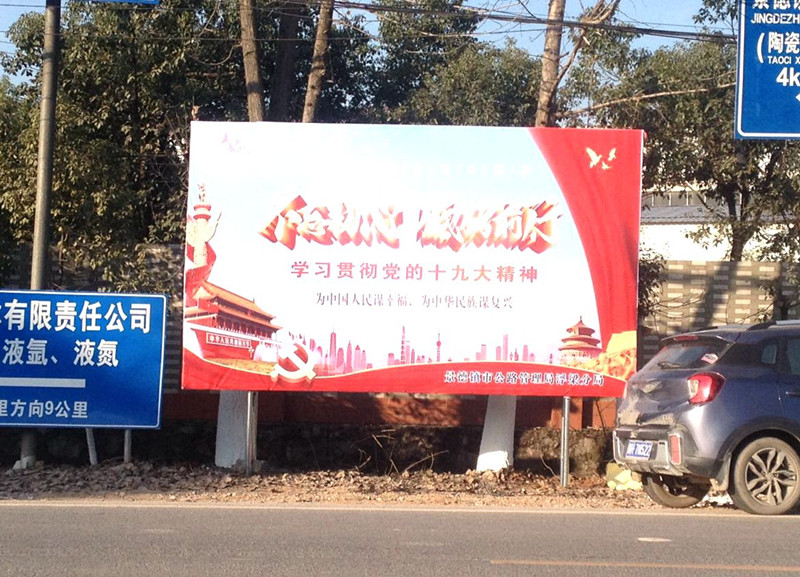 不忘初心 砥砺前行
学习贯彻党的十九大精神
为中国人民谋幸福,为中华民族谋复兴
景德镇市公路管理局浮梁分局
有限责任公司
液氩、液氮
方向9公里
JINGDEZH
(陶瓷
TAOCI X
4k